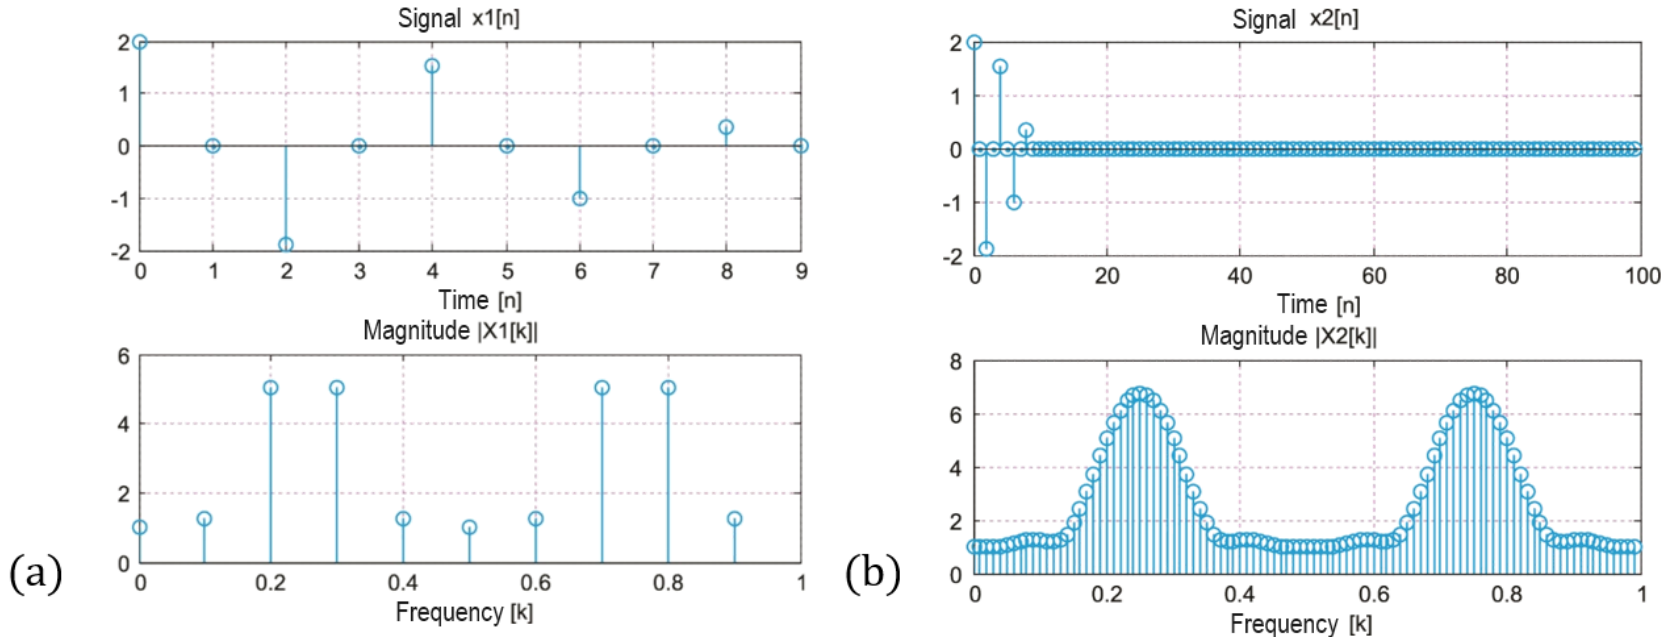 Signal x1[n]
2
1
0
-1
-2
0 1 2 3 4 5 6 7 8 9
Time [n]
Magnitude |X1[k]|
6
4
2
0
0 0.2 0.4 0.6 0.8 1
Frequency [k]
(a)
Signal x2[n]
2
1
0
-1
-2
0 20 40 60 80 100
Time [n]
Magnitude |X2[k]|
8
6
4
2
0
0 0.2 0.4 0.6 0.8 1
Frequency [k]
(b)